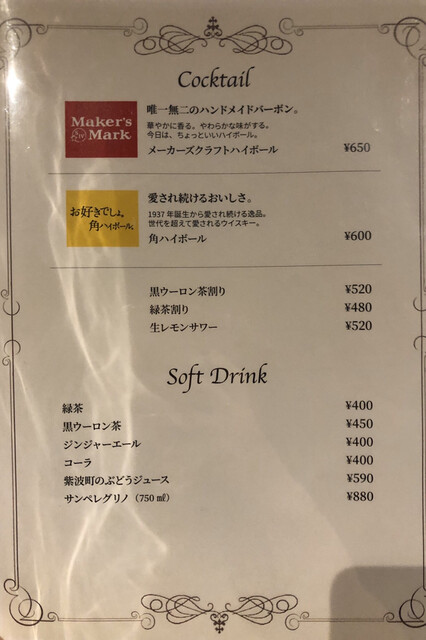 Cocktail
Maker's
Mark
唯一無二のハンドメイドバーボン。
華やかに香る。やわらかな味がする。
今日は、ちょっといいハイボール。
メーカーズクラフトハイボール ¥650
お好きでしょ。
角ハイボール。
愛され続けるおいしさ。
1937年誕生から愛され続ける逸品。
世代を超えて愛されるウイスキー。
角ハイボール ¥600
黒ウーロン茶割り ¥520
緑茶割り ¥480
生レモンサワー ¥520
Soft Drink
緑茶 ¥400
黒ウーロン茶 ¥450
ジンジャーエール ¥400
コーラ ¥400
紫波町のぶどうジュース ¥590
サンペレグリノ（750㎖） ¥880